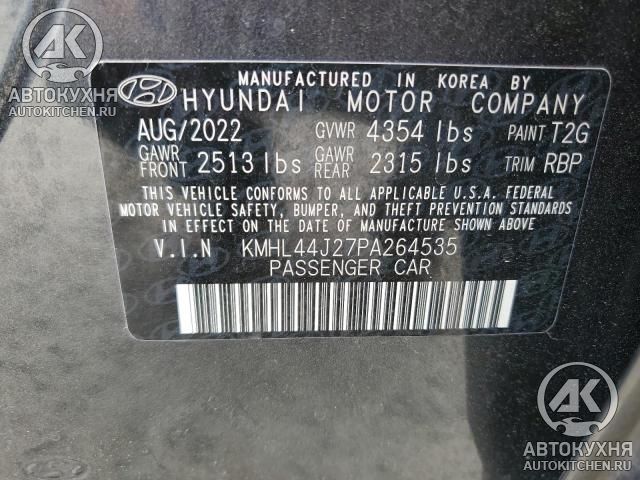 АК
АВТОКУХНЯ
AUTOKITCHEN.RU
MANUFACTURED IN KOREA BY
HYUNDAI MOTOR COMPANY
AUG/2022 GVWR 4354 lbs PAINT T2G
GAWR FRONT 2513 lbs GAWR REAR 2315 lbs TRIM RBP
THIS VEHICLE CONFORMS TO ALL APPLICABLE U.S.A. FEDERAL
MOTOR VEHICLE SAFETY, BUMPER, AND THEFT PREVENTION STANDARDS
IN EFFECT ON THE DATE OF MANUFACTURE SHOWN ABOVE
V.I.N KMHL44J27PA264535
PASSENGER CAR
АК
АВТОКУХНЯ
AUTOKITCHEN.RU